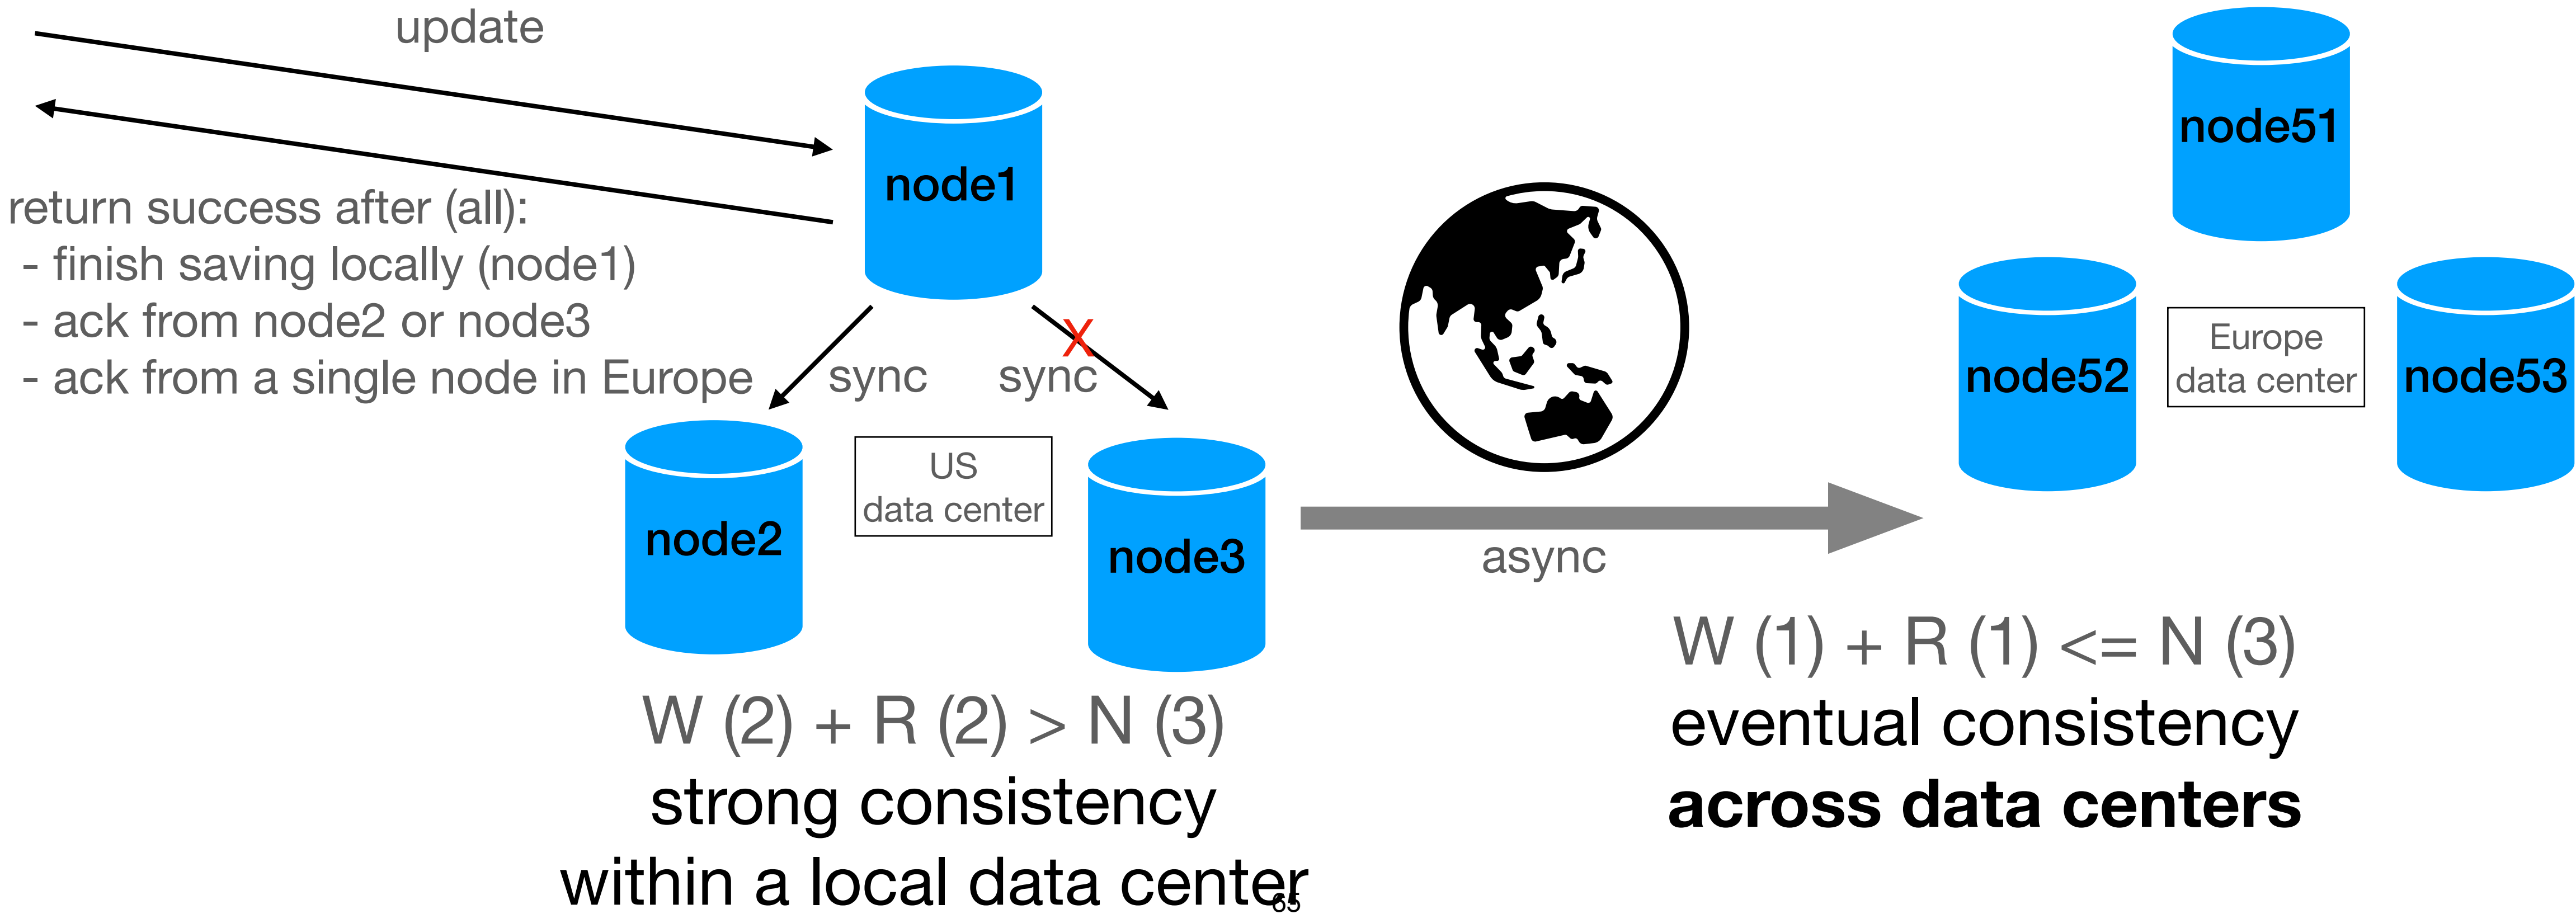 update
node1
return success after (all):
- finish saving locally (node1)
- ack from node2 or node3
- ack from a single node in Europe
X
sync
sync
node2
US
data center
node3
async
node51
node52
Europe
data center
node53
W (2) + R (2) > N (3)
strong consistency
within a local data center
W (1) + R (1) <= N (3)
eventual consistency
across data centers
65